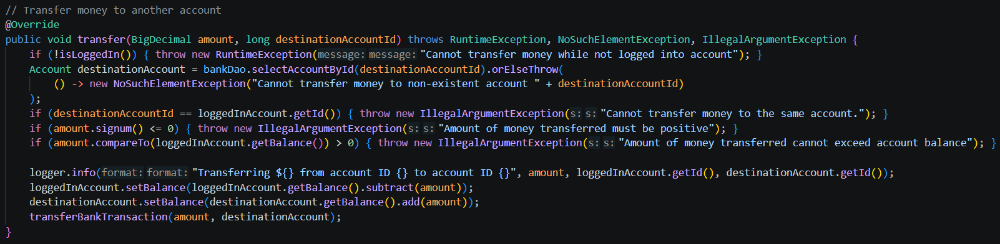 // Transfer money to another account
@Override
public void transfer(BigDecimal amount, long destinationAccountId) throws RuntimeException, NoSuchElementException, IllegalArgumentException {
    if (!isLoggedIn()) { throw new RuntimeException(message: message: "Cannot transfer money while not logged into account"); }
    Account destinationAccount = bankDao.selectAccountById(destinationAccountId).orElseThrow(
        () -> new NoSuchElementException("Cannot transfer money to non-existent account " + destinationAccountId)
    );
    if (destinationAccountId == loggedInAccount.getId()) { throw new IllegalArgumentException(s: s: "Cannot transfer money to the same account."); }
    if (amount.signum() <= 0) { throw new IllegalArgumentException(s: s: "Amount of money transferred must be positive"); }
    if (amount.compareTo(loggedInAccount.getBalance()) > 0) { throw new IllegalArgumentException(s: s: "Amount of money transferred cannot exceed account balance"); }

    logger.info(format: format: "Transferring ${} from account ID {} to account ID {}", amount, loggedInAccount.getId(), destinationAccount.getId());
    loggedInAccount.setBalance(loggedInAccount.getBalance().subtract(amount));
    destinationAccount.setBalance(destinationAccount.getBalance().add(amount));
    transferBankTransaction(amount, destinationAccount);
}